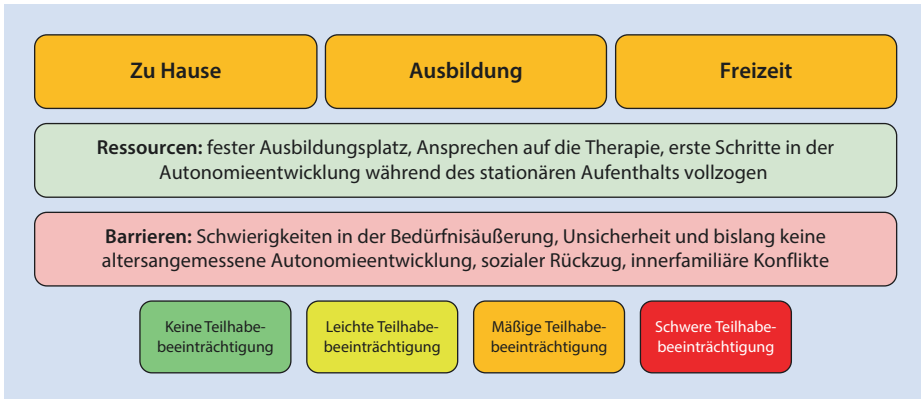 Zu Hause
Ausbildung
Freizeit
Ressourcen: fester Ausbildungsplatz, Ansprechen auf die Therapie, erste Schritte in der
Autonomieentwicklung während des stationären Aufenthalts vollzogen
Barrieren: Schwierigkeiten in der Bedürfnisäußerung, Unsicherheit und bislang keine
altersangemessene Autonomieentwicklung, sozialer Rückzug, innerfamiliäre Konflikte
Keine Teilhabe-
beeinträchtigung
Leichte Teilhabe-
beeinträchtigung
Mäßige Teilhabe-
beeinträchtigung
Schwere Teilhabe-
beeinträchtigung